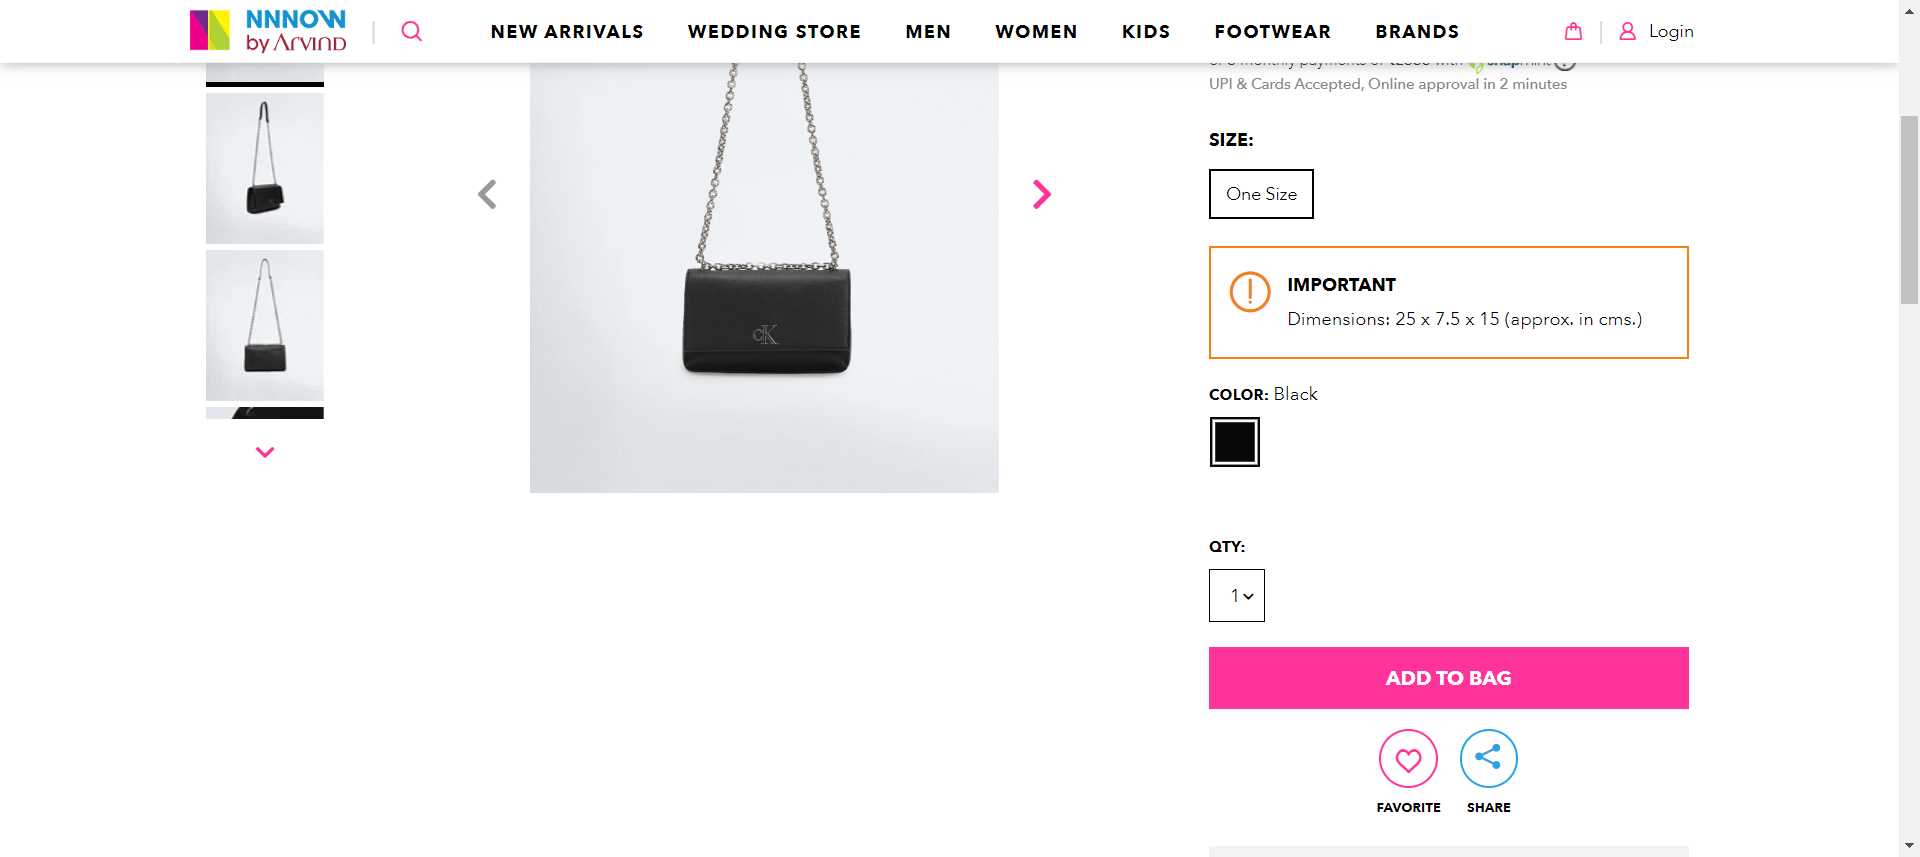 NNNOW
by ARVIND
NEW ARRIVALS
WEDDING STORE
MEN
WOMEN
KIDS
FOOTWEAR
BRANDS
Login
UPI & Cards Accepted, Online approval in 2 minutes
SIZE:
One Size
IMPORTANT
Dimensions: 25 x 7.5 x 15 (approx. in cms.)
COLOR: Black
cK
QTY:
1
ADD TO BAG
FAVORITE
SHARE